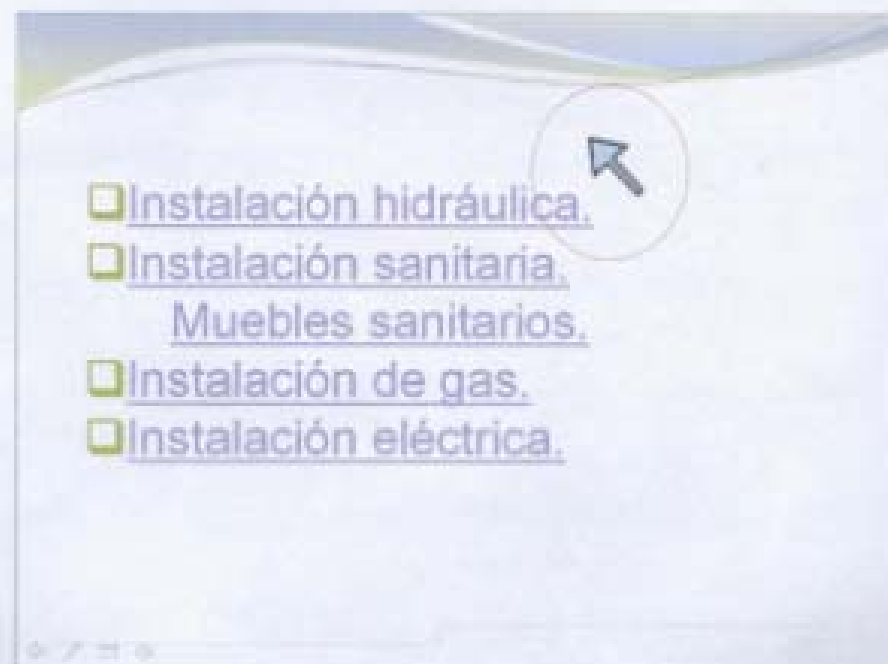 Instalación hidráulica.
Instalación sanitaria.
Muebles sanitarios.
Instalación de gas.
Instalación eléctrica.